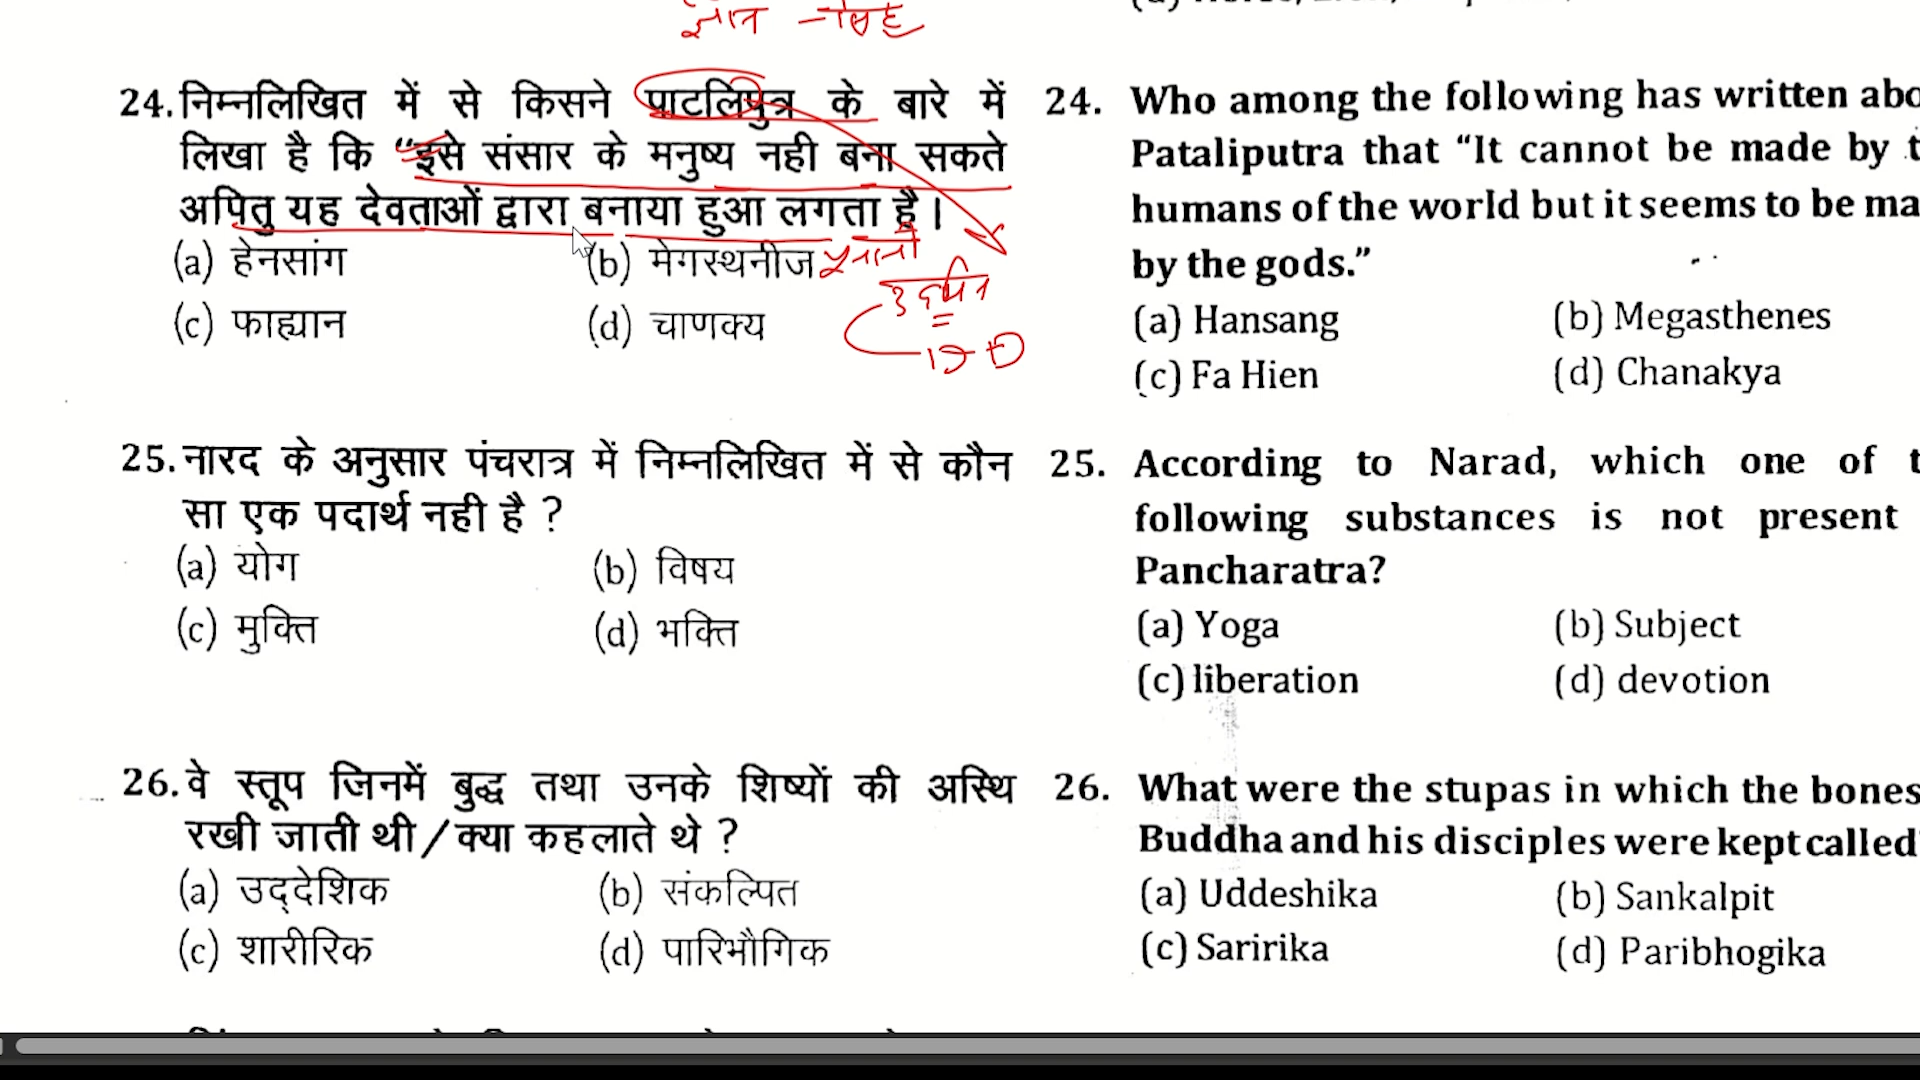 24. निम्नलिखित में से किसने पाटलिपुत्र के बारे में
लिखा है कि “इसे संसार के मनुष्य नही बना सकते
अपितु यह देवताओं द्वारा बनाया हुआ लगता है।
(a) हेनसांग (b) मेगस्थनीज
(c) फाह्यान (d) चाणक्य
25. नारद के अनुसार पंचरात्र में निम्नलिखित में से कौन
सा एक पदार्थ नही है ?
(a) योग (b) विषय
(c) मुक्ति (d) भक्ति
26. वे स्तूप जिनमें बुद्ध तथा उनके शिष्यों की अस्थि
रखी जाती थी/क्या कहलाते थे ?
(a) उद्देशिक (b) संकल्पित
(c) शारीरिक (d) पारिभौगिक
24. Who among the following has written abo
Pataliputra that “It cannot be made by t
humans of the world but it seems to be ma
by the gods.”
(a) Hansang (b) Megasthenes
(c) Fa Hien (d) Chanakya
25. According to Narad, which one of t
following substances is not present
Pancharatra?
(a) Yoga (b) Subject
(c) liberation (d) devotion
26. What were the stupas in which the bones
Buddha and his disciples were kept called
(a) Uddeshika (b) Sankalpit
(c) Saririka (d) Paribhogika